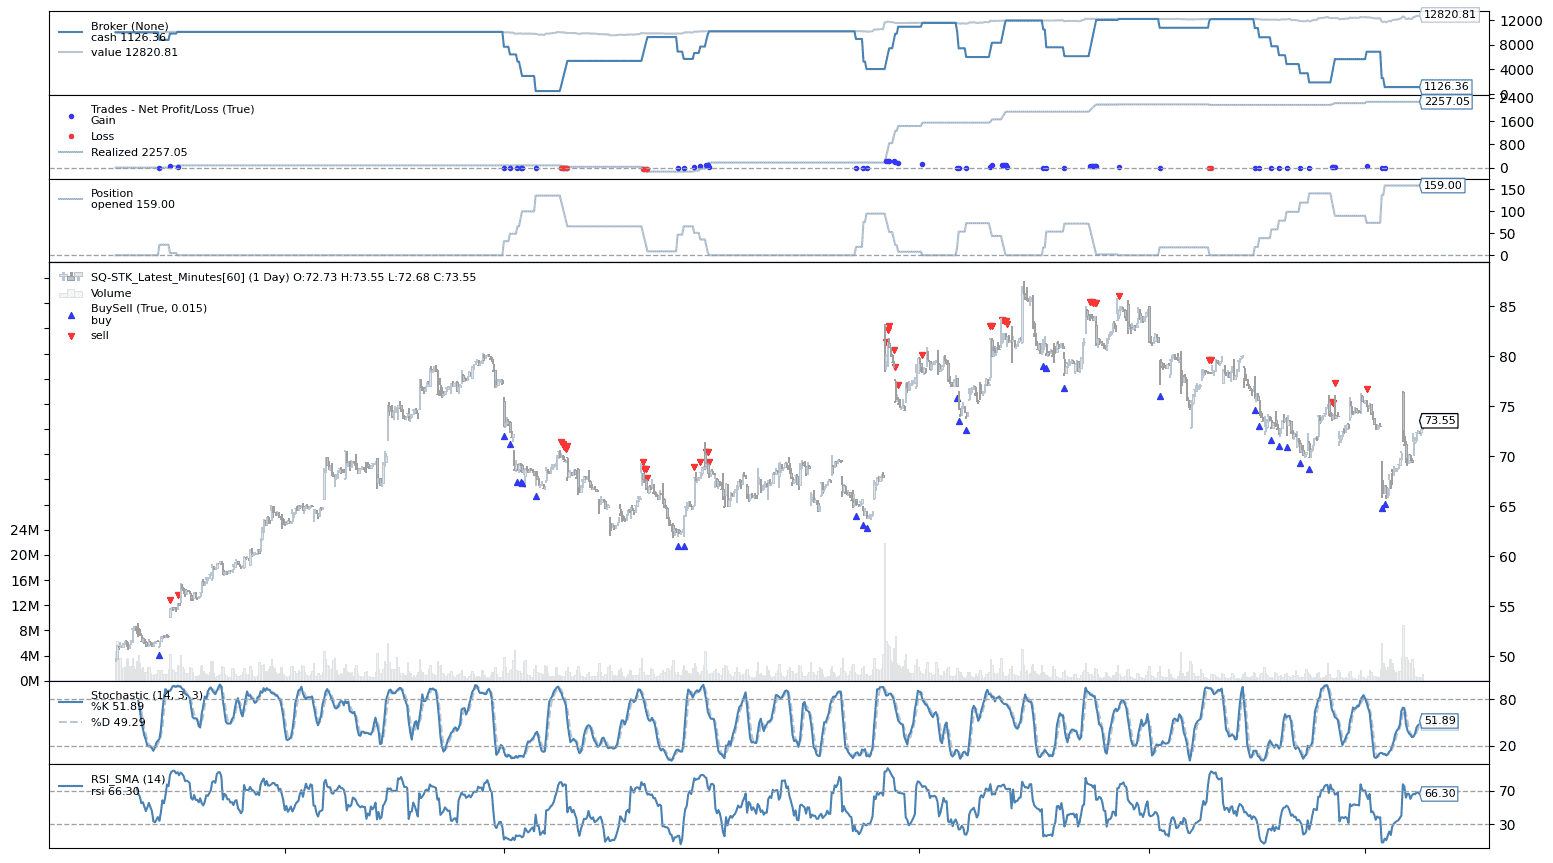 Broker (None)
cash 1126.36
value 12820.81
12820.81
12000
8000
4000
1126.36
0
Trades - Net Profit/Loss (True)
Gain
Loss
Realized 2257.05
2400
2257.05
1600
800
0
Position
opened 159.00
159.00
150
100
50
0
SQ-STK_Latest_Minutes[60] (1 Day) O:72.73 H:73.55 L:72.68 C:73.55
Volume
BuySell (True, 0.015)
buy
sell
85
80
75
73.55
70
65
60
55
50
24M
20M
16M
12M
8M
4M
0M
Stochastic (14, 3, 3)
%K 51.89
%D 49.29
80
51.89
20
RSI_SMA (14)
rsi 66.30
70
66.30
30